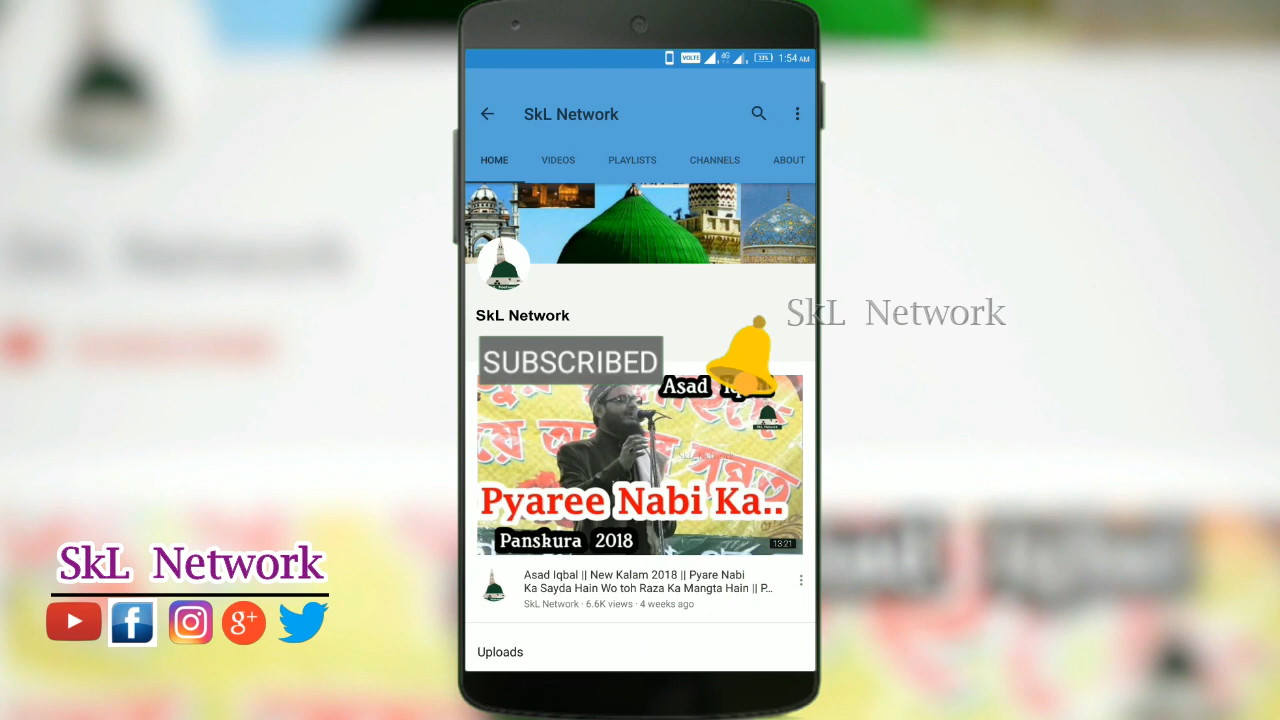 VOLTE 4G 33% 1:54 AM
SkL Network
HOME VIDEOS PLAYLISTS CHANNELS ABOUT
SkL Network
SkL Network
SUBSCRIBED
Asad
Pyaree Nabi Ka..
Panskura 2018
13:21
Asad Iqbal || New Kalam 2018 || Pyare Nabi
Ka Sayda Hain Wo toh Raza Ka Mangta Hain || P...
SkL Network · 6.6K views · 4 weeks ago
Uploads
SkL Network
g+